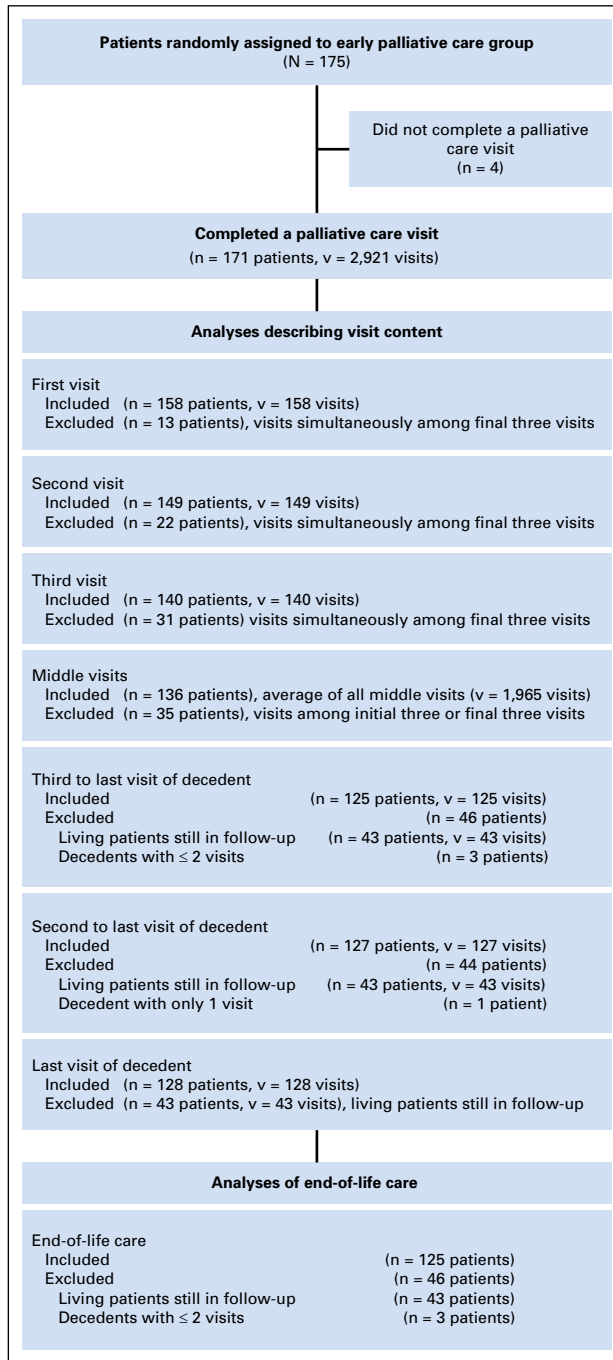 Patients randomly assigned to early palliative care group
(N = 175)
Did not complete a palliative
care visit
(n = 4)
Completed a palliative care visit
(n = 171 patients, v = 2,921 visits)
Analyses describing visit content
First visit
Included (n = 158 patients, v = 158 visits)
Excluded (n = 13 patients), visits simultaneously among final three visits
Second visit
Included (n = 149 patients, v = 149 visits)
Excluded (n = 22 patients), visits simultaneously among final three visits
Third visit
Included (n = 140 patients, v = 140 visits)
Excluded (n = 31 patients) visits simultaneously among final three visits
Middle visits
Included (n = 136 patients), average of all middle visits (v = 1,965 visits)
Excluded (n = 35 patients), visits among initial three or final three visits
Third to last visit of decedent
Included (n = 125 patients, v = 125 visits)
Excluded (n = 46 patients)
Living patients still in follow-up (n = 43 patients, v = 43 visits)
Decedents with ≤ 2 visits (n = 3 patients)
Second to last visit of decedent
Included (n = 127 patients, v = 127 visits)
Excluded (n = 44 patients)
Living patients still in follow-up (n = 43 patients, v = 43 visits)
Decedent with only 1 visit (n = 1 patient)
Last visit of decedent
Included (n = 128 patients, v = 128 visits)
Excluded (n = 43 patients, v = 43 visits), living patients still in follow-up
Analyses of end-of-life care
End-of-life care
Included (n = 125 patients)
Excluded (n = 46 patients)
Living patients still in follow-up (n = 43 patients)
Decedents with ≤ 2 visits (n = 3 patients)